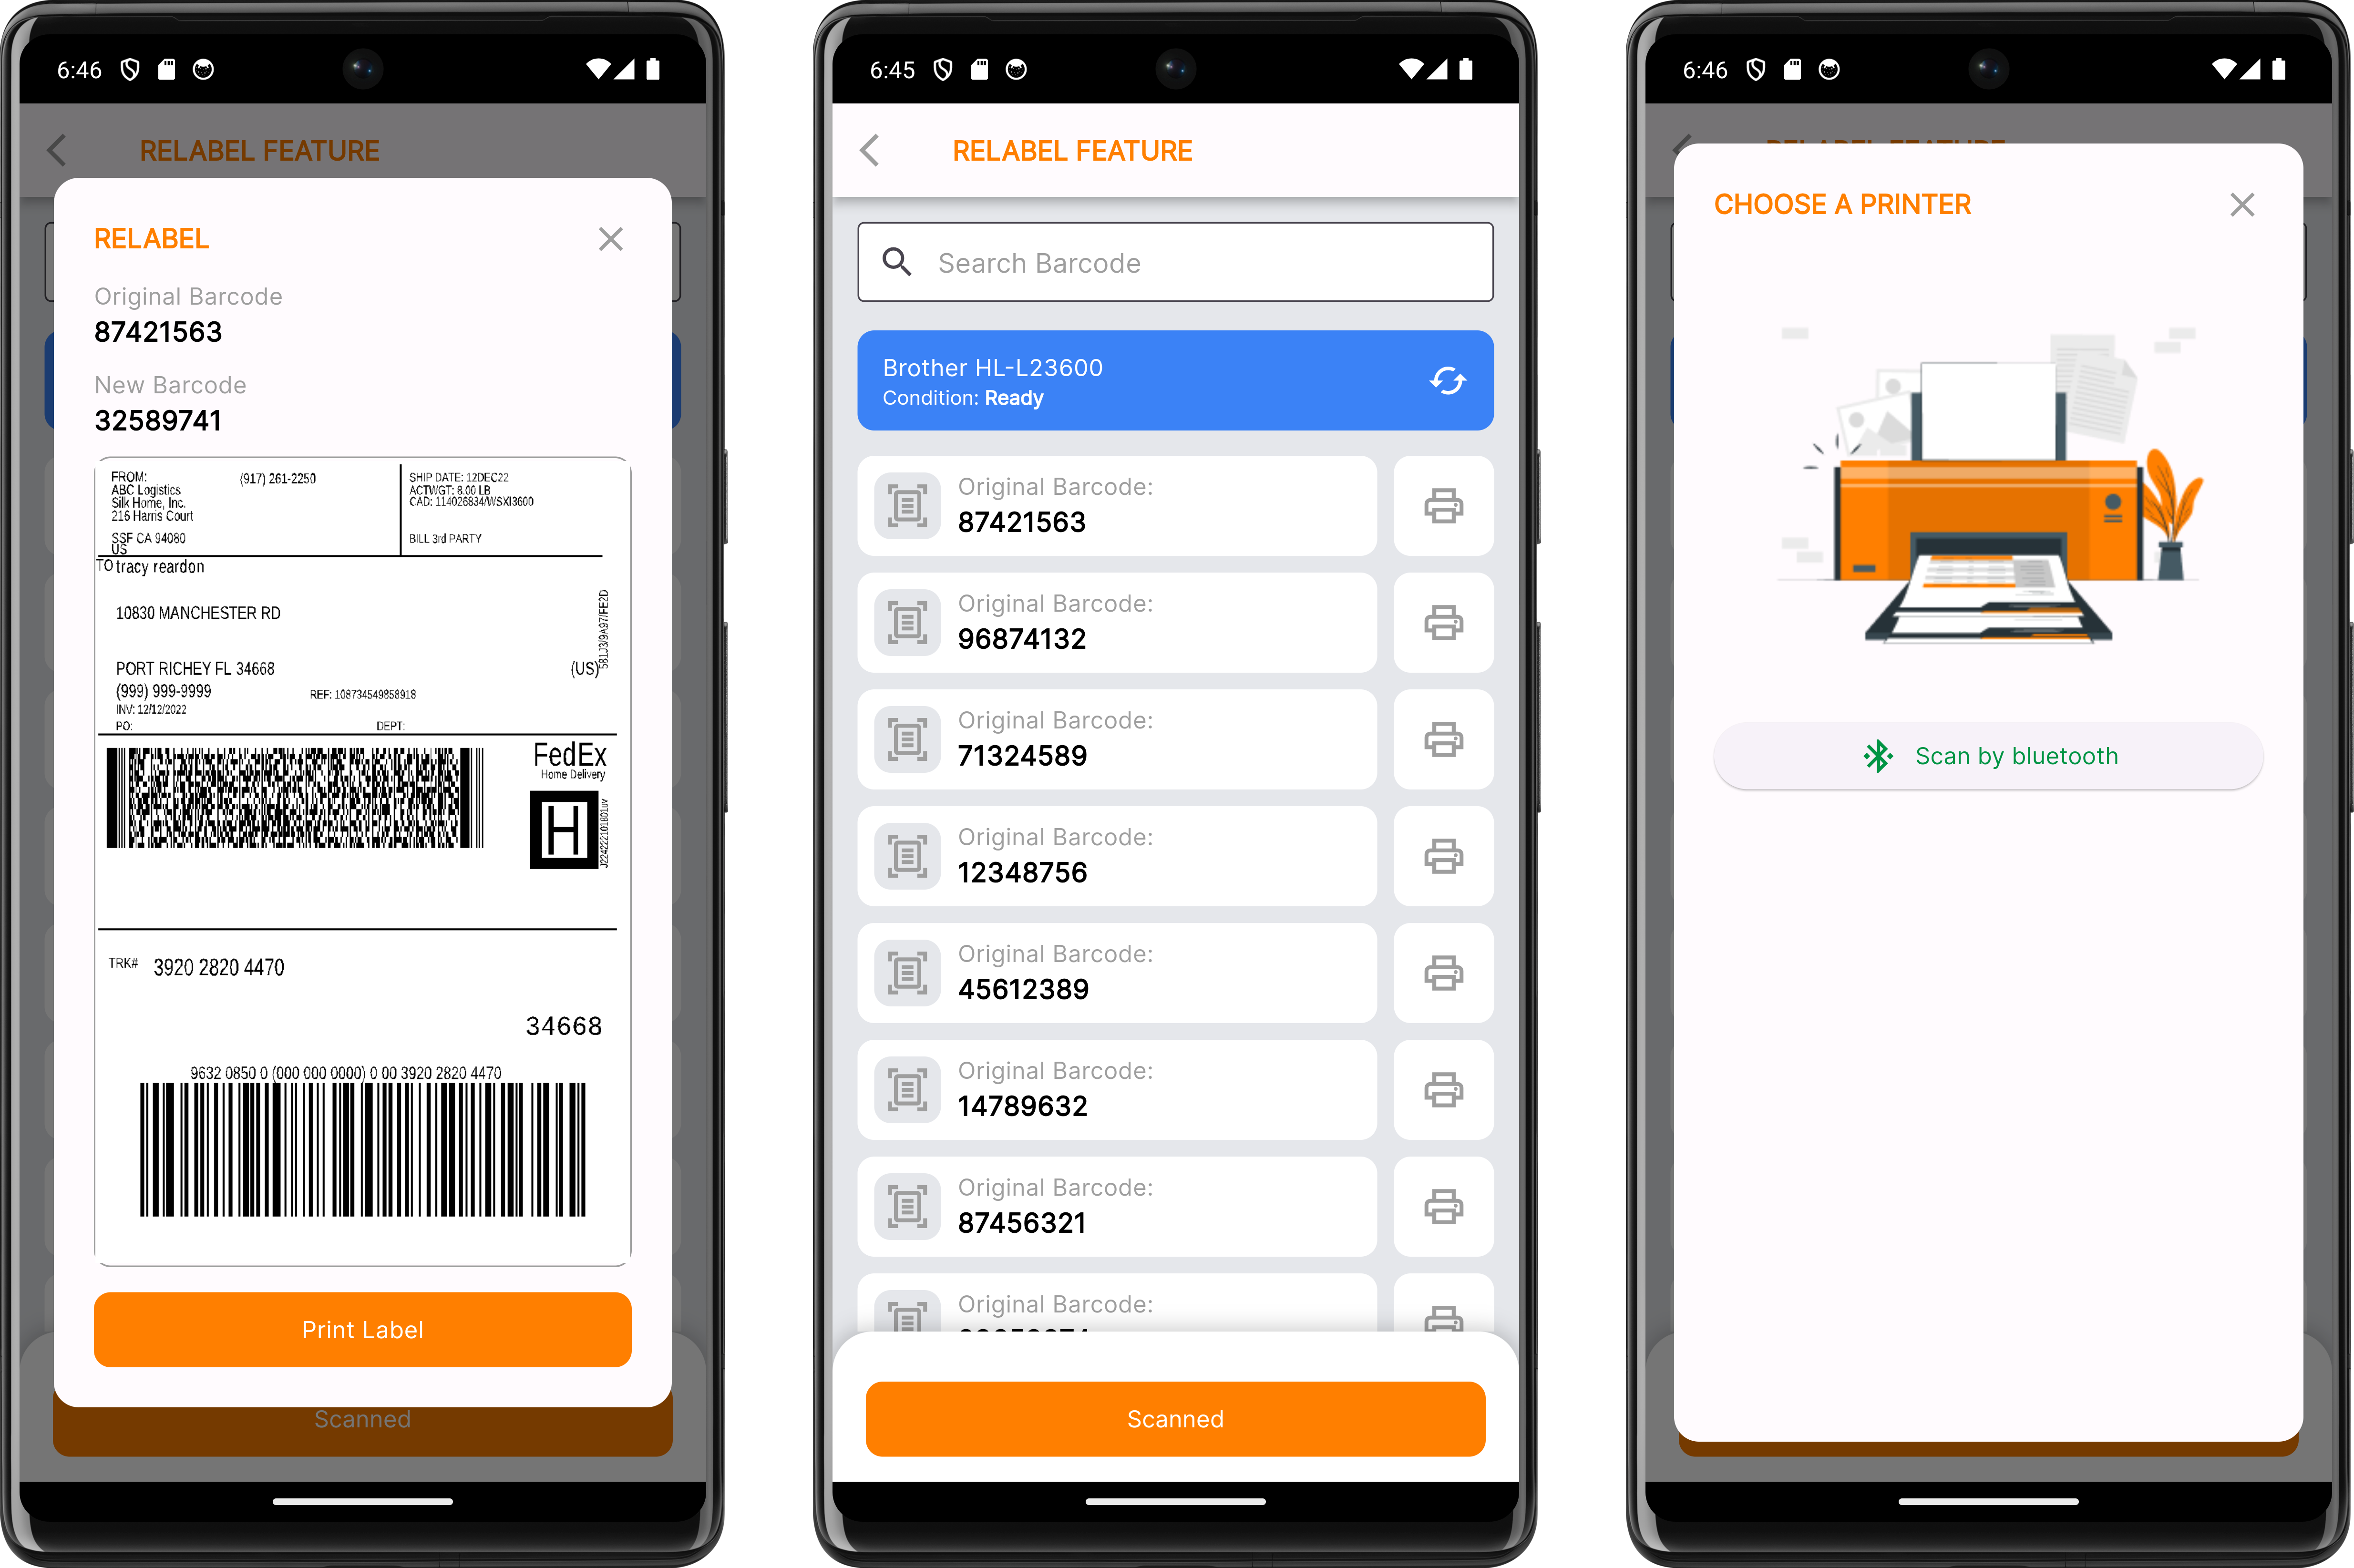 6:46
RELABEL FEATURE
RELABEL
Original Barcode
87421563
New Barcode
32589741
FROM: (917) 261-2250
ABC Logistics
Silk Home, Inc.
216 Harris Court
SSF CA 94080
US
SHIP DATE: 12DEC22
ACTWGT: 8.00 LB
CAD: 114026834/WSXI3600
BILL 3rd PARTY
TO tracy reardon
10830 MANCHESTER RD
PORT RICHEY FL 34668 (US)
(999) 999-9999 REF: 108734549858918
INV: 12/12/2022
PO: DEPT:
581J3/9A97/FE2D
FedEx
Home Delivery
H
TRK# 3920 2820 4470
34668
9632 0850 0 (000 000 0000) 0 00 3920 2820 4470
Print Label
Scanned
6:45
RELABEL FEATURE
Search Barcode
Brother HL-L23600
Condition: Ready
Original Barcode:
87421563
Original Barcode:
96874132
Original Barcode:
71324589
Original Barcode:
12348756
Original Barcode:
45612389
Original Barcode:
14789632
Original Barcode:
87456321
Original Barcode:
Scanned
6:46
RELABEL FEATURE
CHOOSE A PRINTER
Scan by bluetooth